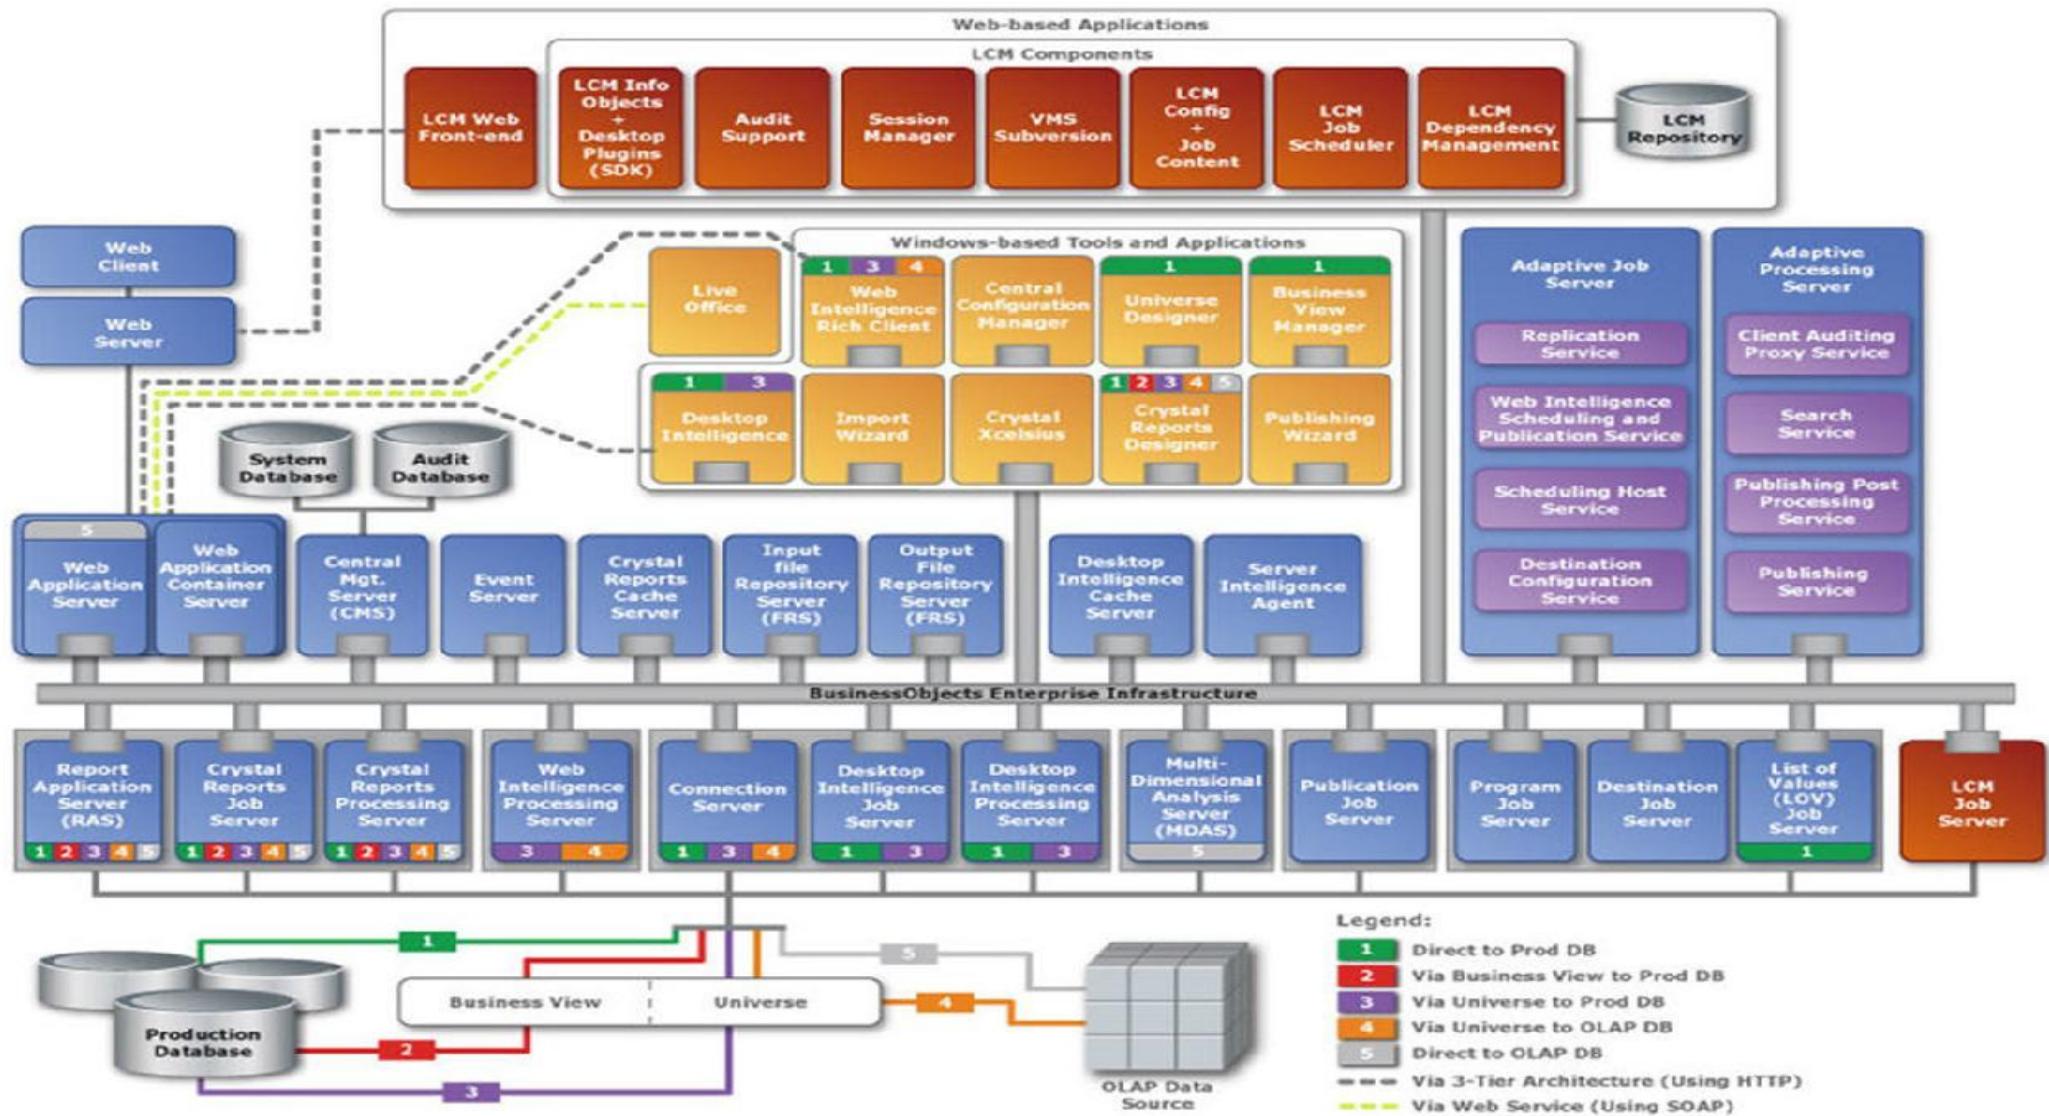 Web-based Applications
LCM Components
LCM Web
Front-end
LCM Info
Objects
+
Desktop
Plugins
(SDK)
Audit
Support
Session
Manager
VMS
Subversion
LCM
Config
+
Job
Content
LCM
Job
Scheduler
LCM
Dependency
Management
LCM
Repository
Web
Client
Web
Server
Windows-based Tools and Applications
Live
Office
1 3 4
Web
Intelligence
Rich Client
Central
Configuration
Manager
1
Universe
Designer
1
Business
View
Manager
1 3
Desktop
Intelligence
Import
Wizard
Crystal
Xcelsius
1 2 3 4 5
Crystal
Reports
Designer
Publishing
Wizard
Adaptive Job
Server
Replication
Service
Web Intelligence
Scheduling and
Publication Service
Scheduling Host
Service
Destination
Configuration
Service
Adaptive
Processing
Server
Client Auditing
Proxy Service
Search
Service
Publishing Post
Processing
Service
Publishing
Service
System
Database
Audit
Database
5
Web
Application
Server
Web
Application
Container
Server
Central
Mgt.
Server
(CMS)
Event
Server
Crystal
Reports
Cache
Server
Input
file
Repository
Server
(FRS)
Output
File
Repository
Server
(FRS)
Desktop
Intelligence
Cache
Server
Server
Intelligence
Agent
BusinessObjects Enterprise Infrastructure
Report
Application
Server
(RAS)
1 2 3 4 5
Crystal
Reports
Job
Server
1 2 3 4 5
Crystal
Reports
Processing
Server
1 2 3 4 5
Web
Intelligence
Processing
Server
3 4
Connection
Server
1 3 4
Desktop
Intelligence
Job
Server
1 3
Desktop
Intelligence
Processing
Server
1 3
Multi-
Dimensional
Analysis
Server
(MDAS)
5
Publication
Job
Server
Program
Job
Server
Destination
Job
Server
List of
Values
(LOV)
Job
Server
1
LCM
Job
Server
1
5
Business View
Universe
4
Production
Database
2
3
OLAP Data
Source
Legend:
1 Direct to Prod DB
2 Via Business View to Prod DB
3 Via Universe to Prod DB
4 Via Universe to OLAP DB
5 Direct to OLAP DB
Via 3-Tier Architecture (Using HTTP)
Via Web Service (Using SOAP)